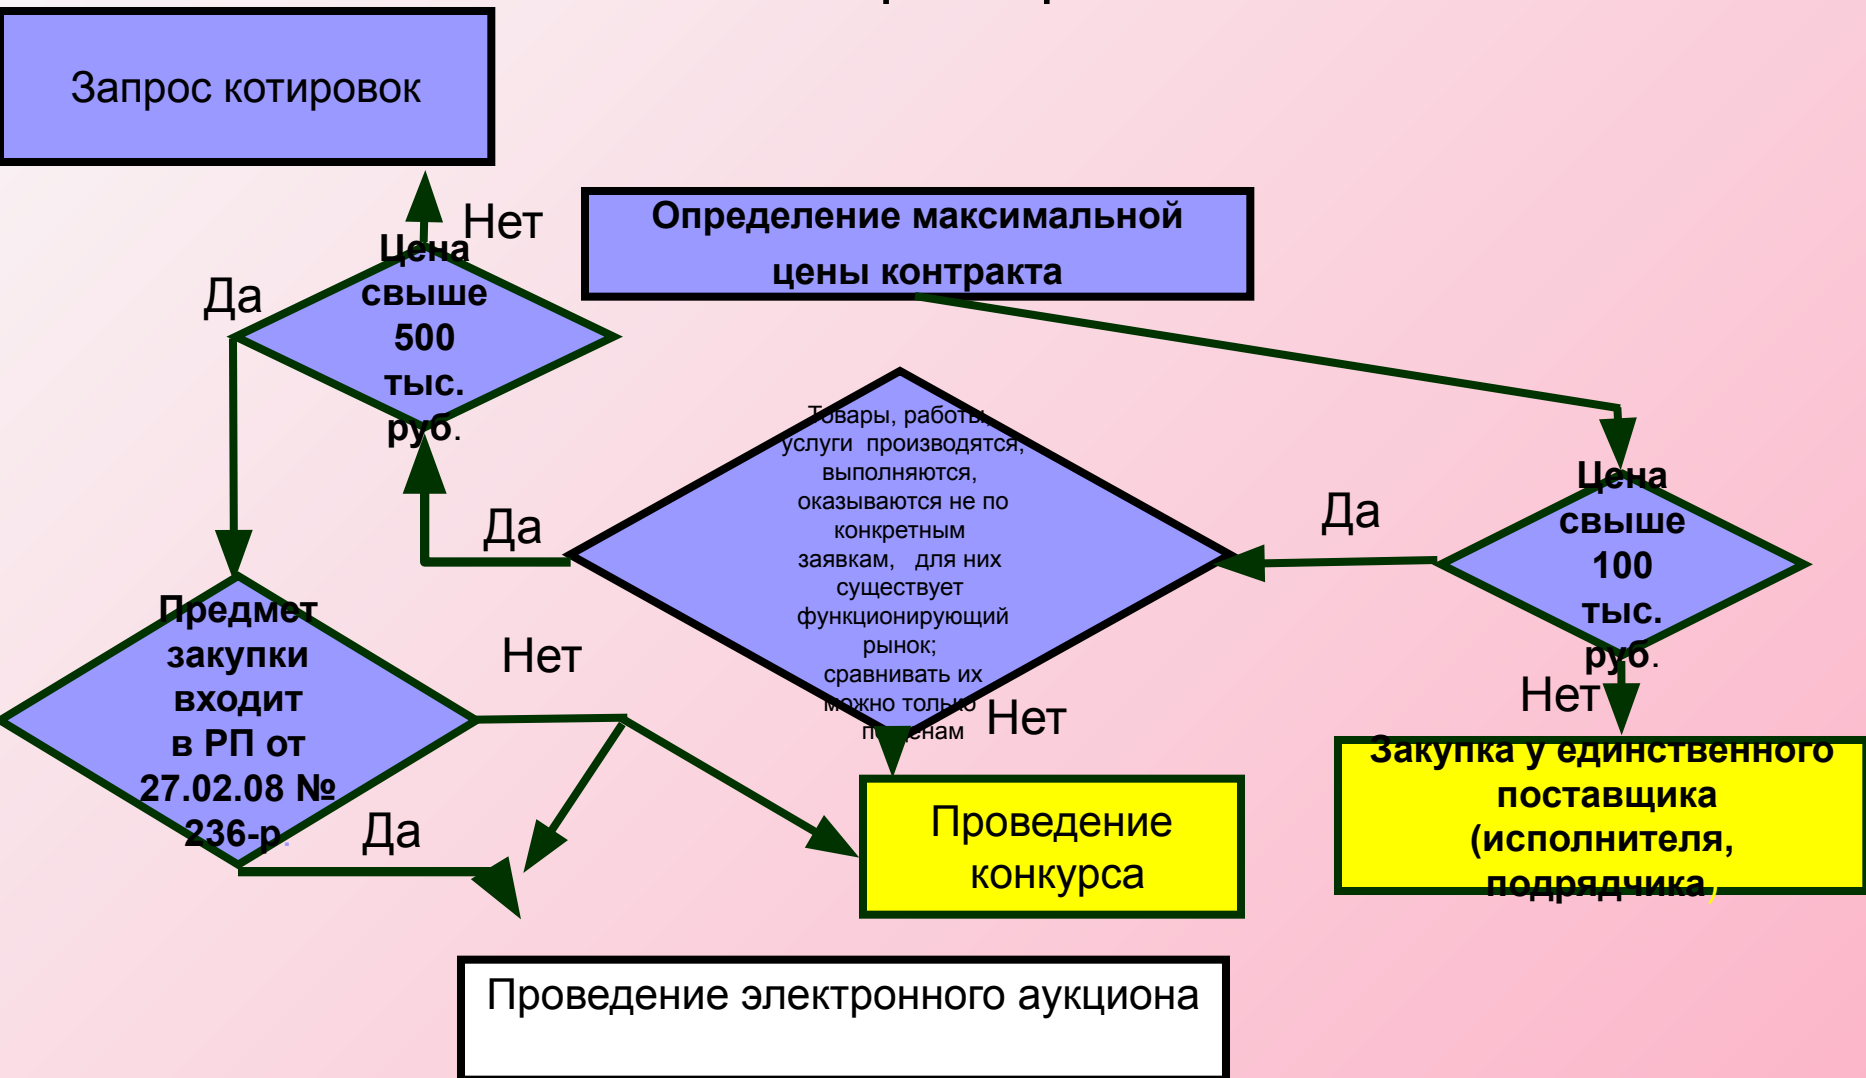 Запрос котировок
Нет
Определение максимальной
цены контракта
Да
Цена
свыше
500
тыс.
руб.
Товары, работы,
услуги производятся,
выполняются,
оказываются не по
конкретным
заявкам, для них
существует
функционирующий
рынок;
сравнивать их
можно только
по ценам
Да
Да
Цена
свыше
100
тыс.
руб.
Предмет
закупки
входит
в РП от
27.02.08 №
236-р.
Нет
Нет
Нет
Да
Проведение
конкурса
Закупка у единственного
поставщика
(исполнителя,
подрядчика)
Проведение электронного аукциона